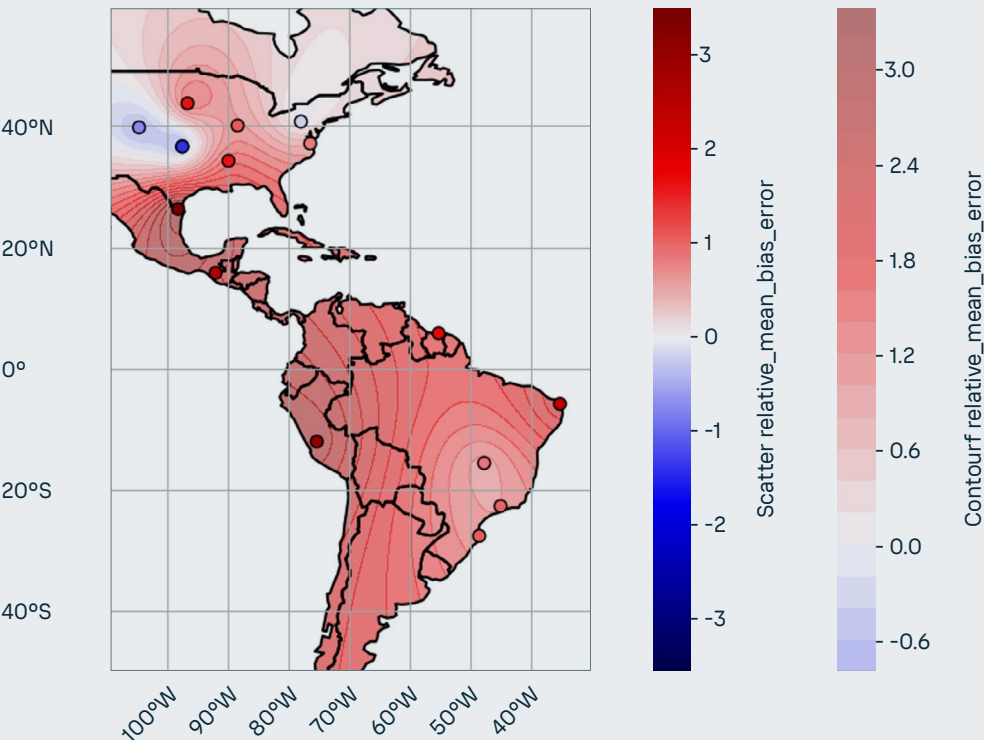 40°N
20°N
0°
20°S
40°S
100°W
90°W
80°W
70°W
60°W
50°W
40°W
3
2
1
0
-1
-2
-3
Scatter relative_mean_bias_error
3.0
2.4
1.8
1.2
0.6
0.0
-0.6
Contourf relative_mean_bias_error